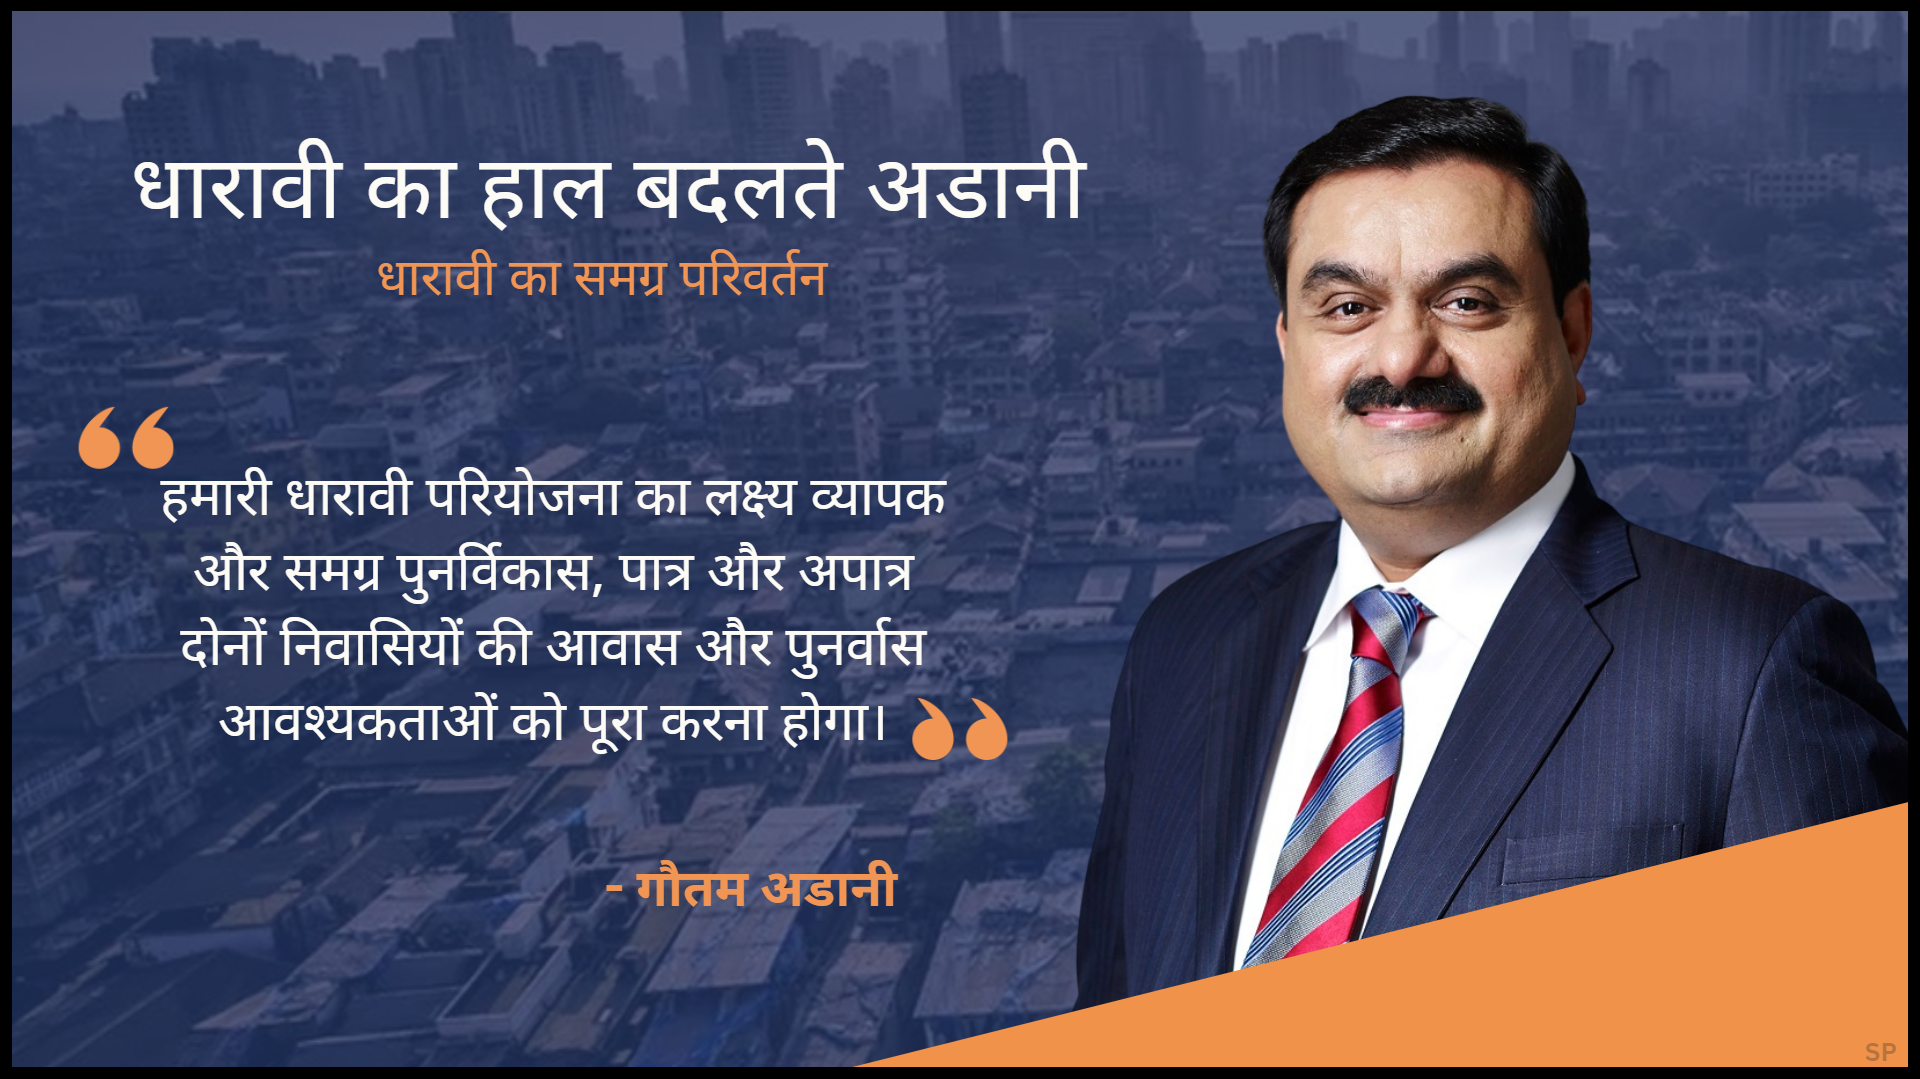 धारावी का हाल बदलते अडानी
धारावी का समग्र परिवर्तन
“
हमारी धारावी परियोजना का लक्ष्य व्यापक
और समग्र पुनर्विकास, पात्र और अपात्र
दोनों निवासियों की आवास और पुनर्वास
आवश्यकताओं को पूरा करना होगा। ”
- गौतम अडानी
SP